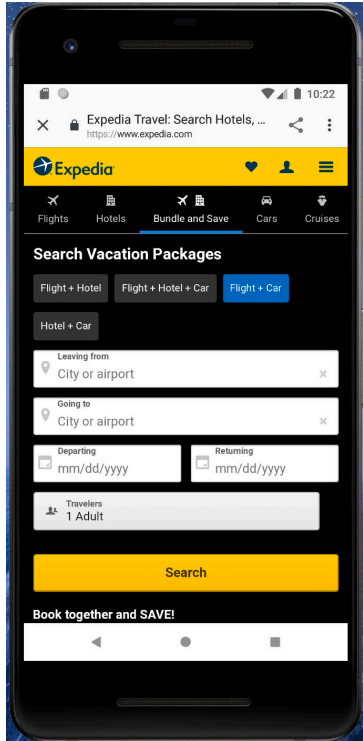 10:22
Expedia Travel: Search Hotels, ...
https://www.expedia.com
Expedia
Flights Hotels Bundle and Save Cars Cruises
Search Vacation Packages
Flight + Hotel Flight + Hotel + Car Flight + Car
Hotel + Car
Leaving from
City or airport
Going to
City or airport
Departing Returning
mm/dd/yyyy mm/dd/yyyy
Travelers
1 Adult
Search
Book together and SAVE!